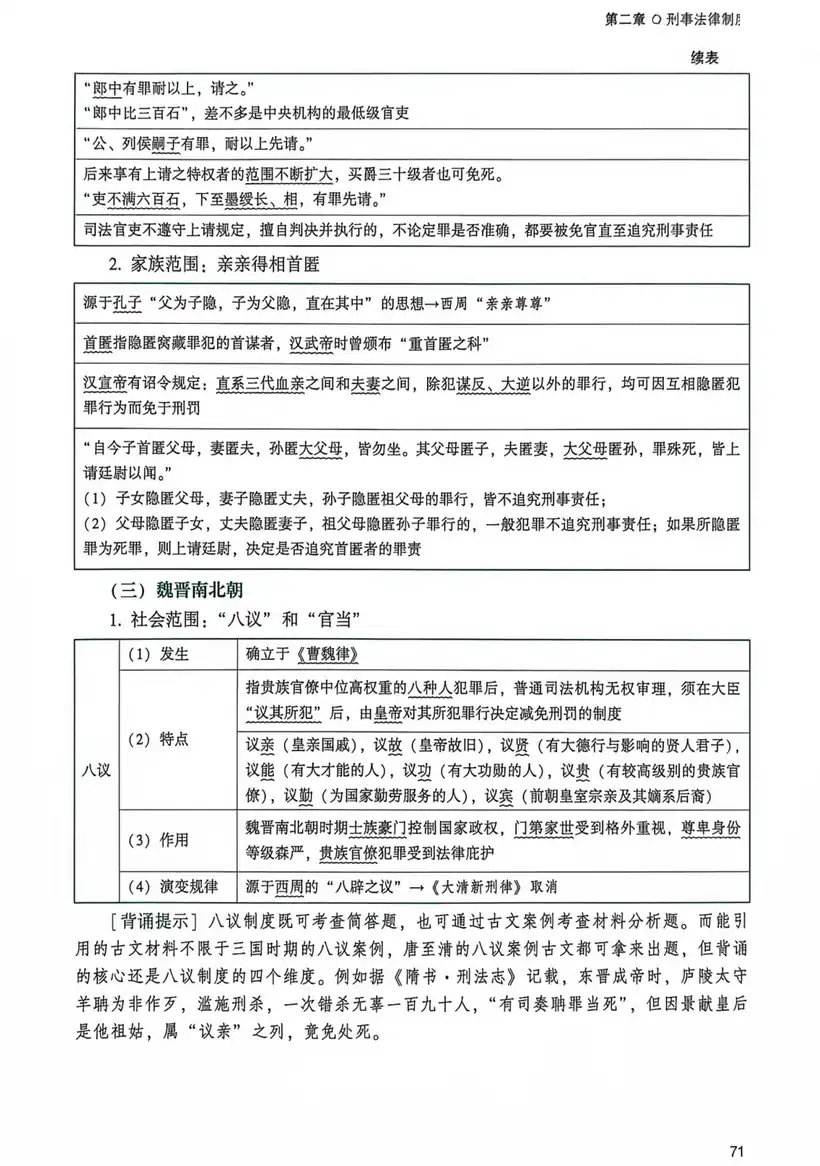 第二章 〇 刑事法律制度
续表
“郎中有罪耐以上，请之。”
“郎中比三百石”，差不多是中央机构的最低级官吏
“公、列侯嗣子有罪，耐以上先请。”
后来享有上请之特权者的范围不断扩大，买爵三十级者也可免死。
“吏不满六百石，下至墨绶长、相，有罪先请。”
司法官吏不遵守上请规定，擅自判决并执行的，不论定罪是否准确，都要被免官直至追究刑事责任
2. 家族范围：亲亲得相首匿
源于孔子“父为子隐，子为父隐，直在其中”的思想→西周“亲亲尊尊”
首匿指隐匿窝藏罪犯的首谋者，汉武帝时曾颁布“重首匿之科”
汉宣帝有诏令规定：直系三代血亲之间和夫妻之间，除犯谋反、大逆以外的罪行，均可因互相隐匿犯
罪行为而免于刑罚
“自今子首匿父母，妻匿夫，孙匿大父母，皆勿坐。其父母匿子，夫匿妻，大父母匿孙，罪殊死，皆上
请廷尉以闻。”
（1）子女隐匿父母，妻子隐匿丈夫，孙子隐匿祖父母的罪行，皆不追究刑事责任；
（2）父母隐匿子女，丈夫隐匿妻子，祖父母隐匿孙子罪行的，一般犯罪不追究刑事责任；如果所隐匿
罪为死罪，则上请廷尉，决定是否追究首匿者的罪责
（三）魏晋南北朝
1. 社会范围：“八议”和“官当”
八议
（1）发生
确立于《曹魏律》
（2）特点
指贵族官僚中位高权重的八种人犯罪后，普通司法机构无权审理，须在大臣
“议其所犯”后，由皇帝对其所犯罪行决定减免刑罚的制度
议亲（皇亲国戚），议故（皇帝故旧），议贤（有大德行与影响的贤人君子），
议能（有大才能的人），议功（有大功勋的人），议贵（有较高级别的贵族官
僚），议勤（为国家勤劳服务的人），议宾（前朝皇室宗亲及其嫡系后裔）
（3）作用
魏晋南北朝时期士族豪门控制国家政权，门第家世受到格外重视，尊卑身份
等级森严，贵族官僚犯罪受到法律庇护
（4）演变规律
源于西周的“八辟之议”→《大清新刑律》取消
［背诵提示］八议制度既可考查简答题，也可通过古文案例考查材料分析题。而能引
用的古文材料不限于三国时期的八议案例，唐至清的八议案例古文都可拿来出题，但背诵
的核心还是八议制度的四个维度。例如据《隋书·刑法志》记载，东晋成帝时，庐陵太守
羊聃为非作歹，滥施刑杀，一次错杀无辜一百九十人，“有司奏聃罪当死”，但因景献皇后
是他祖姑，属“议亲”之列，竟免处死。
71